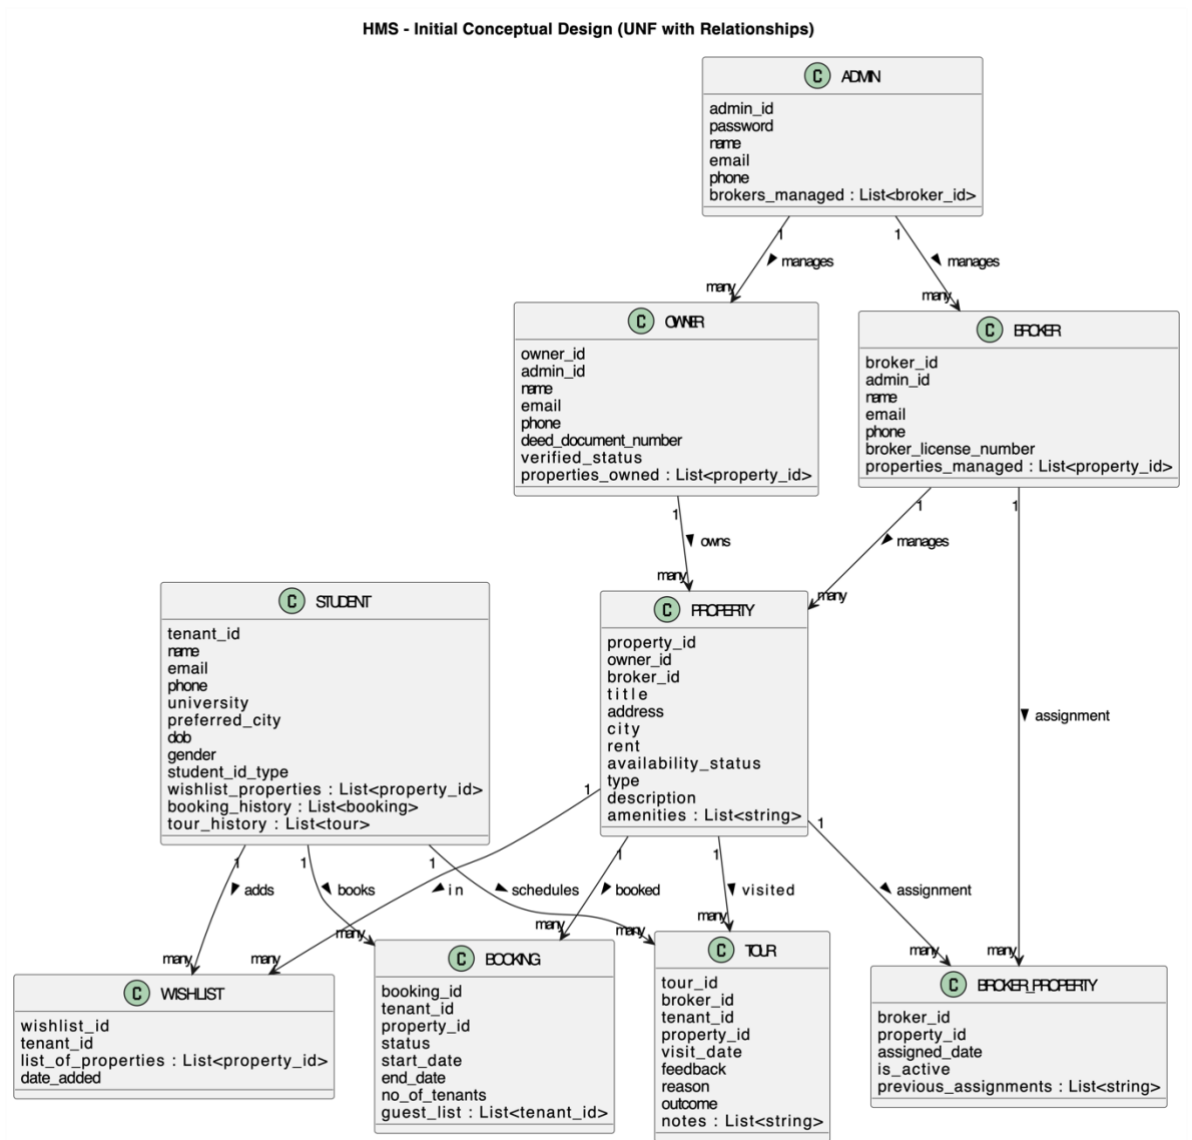 HMS - Initial Conceptual Design (UNF with Relationships)
C ADMIN
admin_id
password
name
email
phone
brokers_managed : List<broker_id>
1
manages
many
1
manages
many
C OWNER
owner_id
admin_id
name
email
phone
deed_document_number
verified_status
properties_owned : List<property_id>
C BROKER
broker_id
admin_id
name
email
phone
broker_license_number
properties_managed : List<property_id>
1
owns
many
1
manages
many
1
assignment
many
C STUDENT
tenant_id
name
email
phone
university
preferred_city
dob
gender
student_id_type
wishlist_properties : List<property_id>
booking_history : List<booking>
tour_history : List<tour>
C PROPERTY
property_id
owner_id
broker_id
title
address
city
rent
availability_status
type
description
amenities : List<string>
1
adds
many
1
books
many
1
schedules
many
1
in
many
1
booked
many
1
visited
many
1
assignment
many
C WISHLIST
wishlist_id
tenant_id
list_of_properties : List<property_id>
date_added
C BOOKING
booking_id
tenant_id
property_id
status
start_date
end_date
no_of_tenants
guest_list : List<tenant_id>
C TOUR
tour_id
broker_id
tenant_id
property_id
visit_date
feedback
reason
outcome
notes : List<string>
C BROKER_PROPERTY
broker_id
property_id
assigned_date
is_active
previous_assignments : List<string>